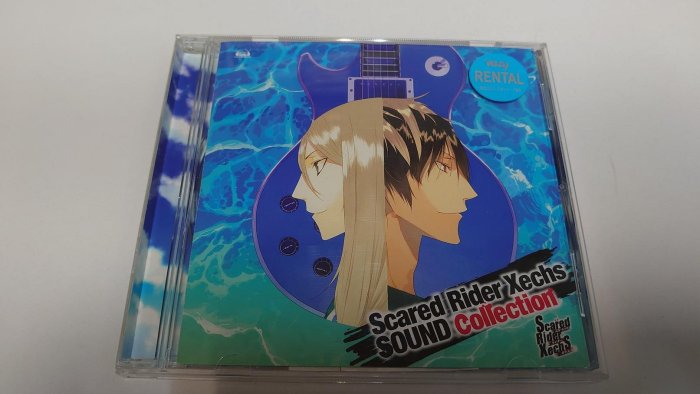 RENTAL
Scared Rider Xechs
SOUND Collection
Scared
Rider
Xechs